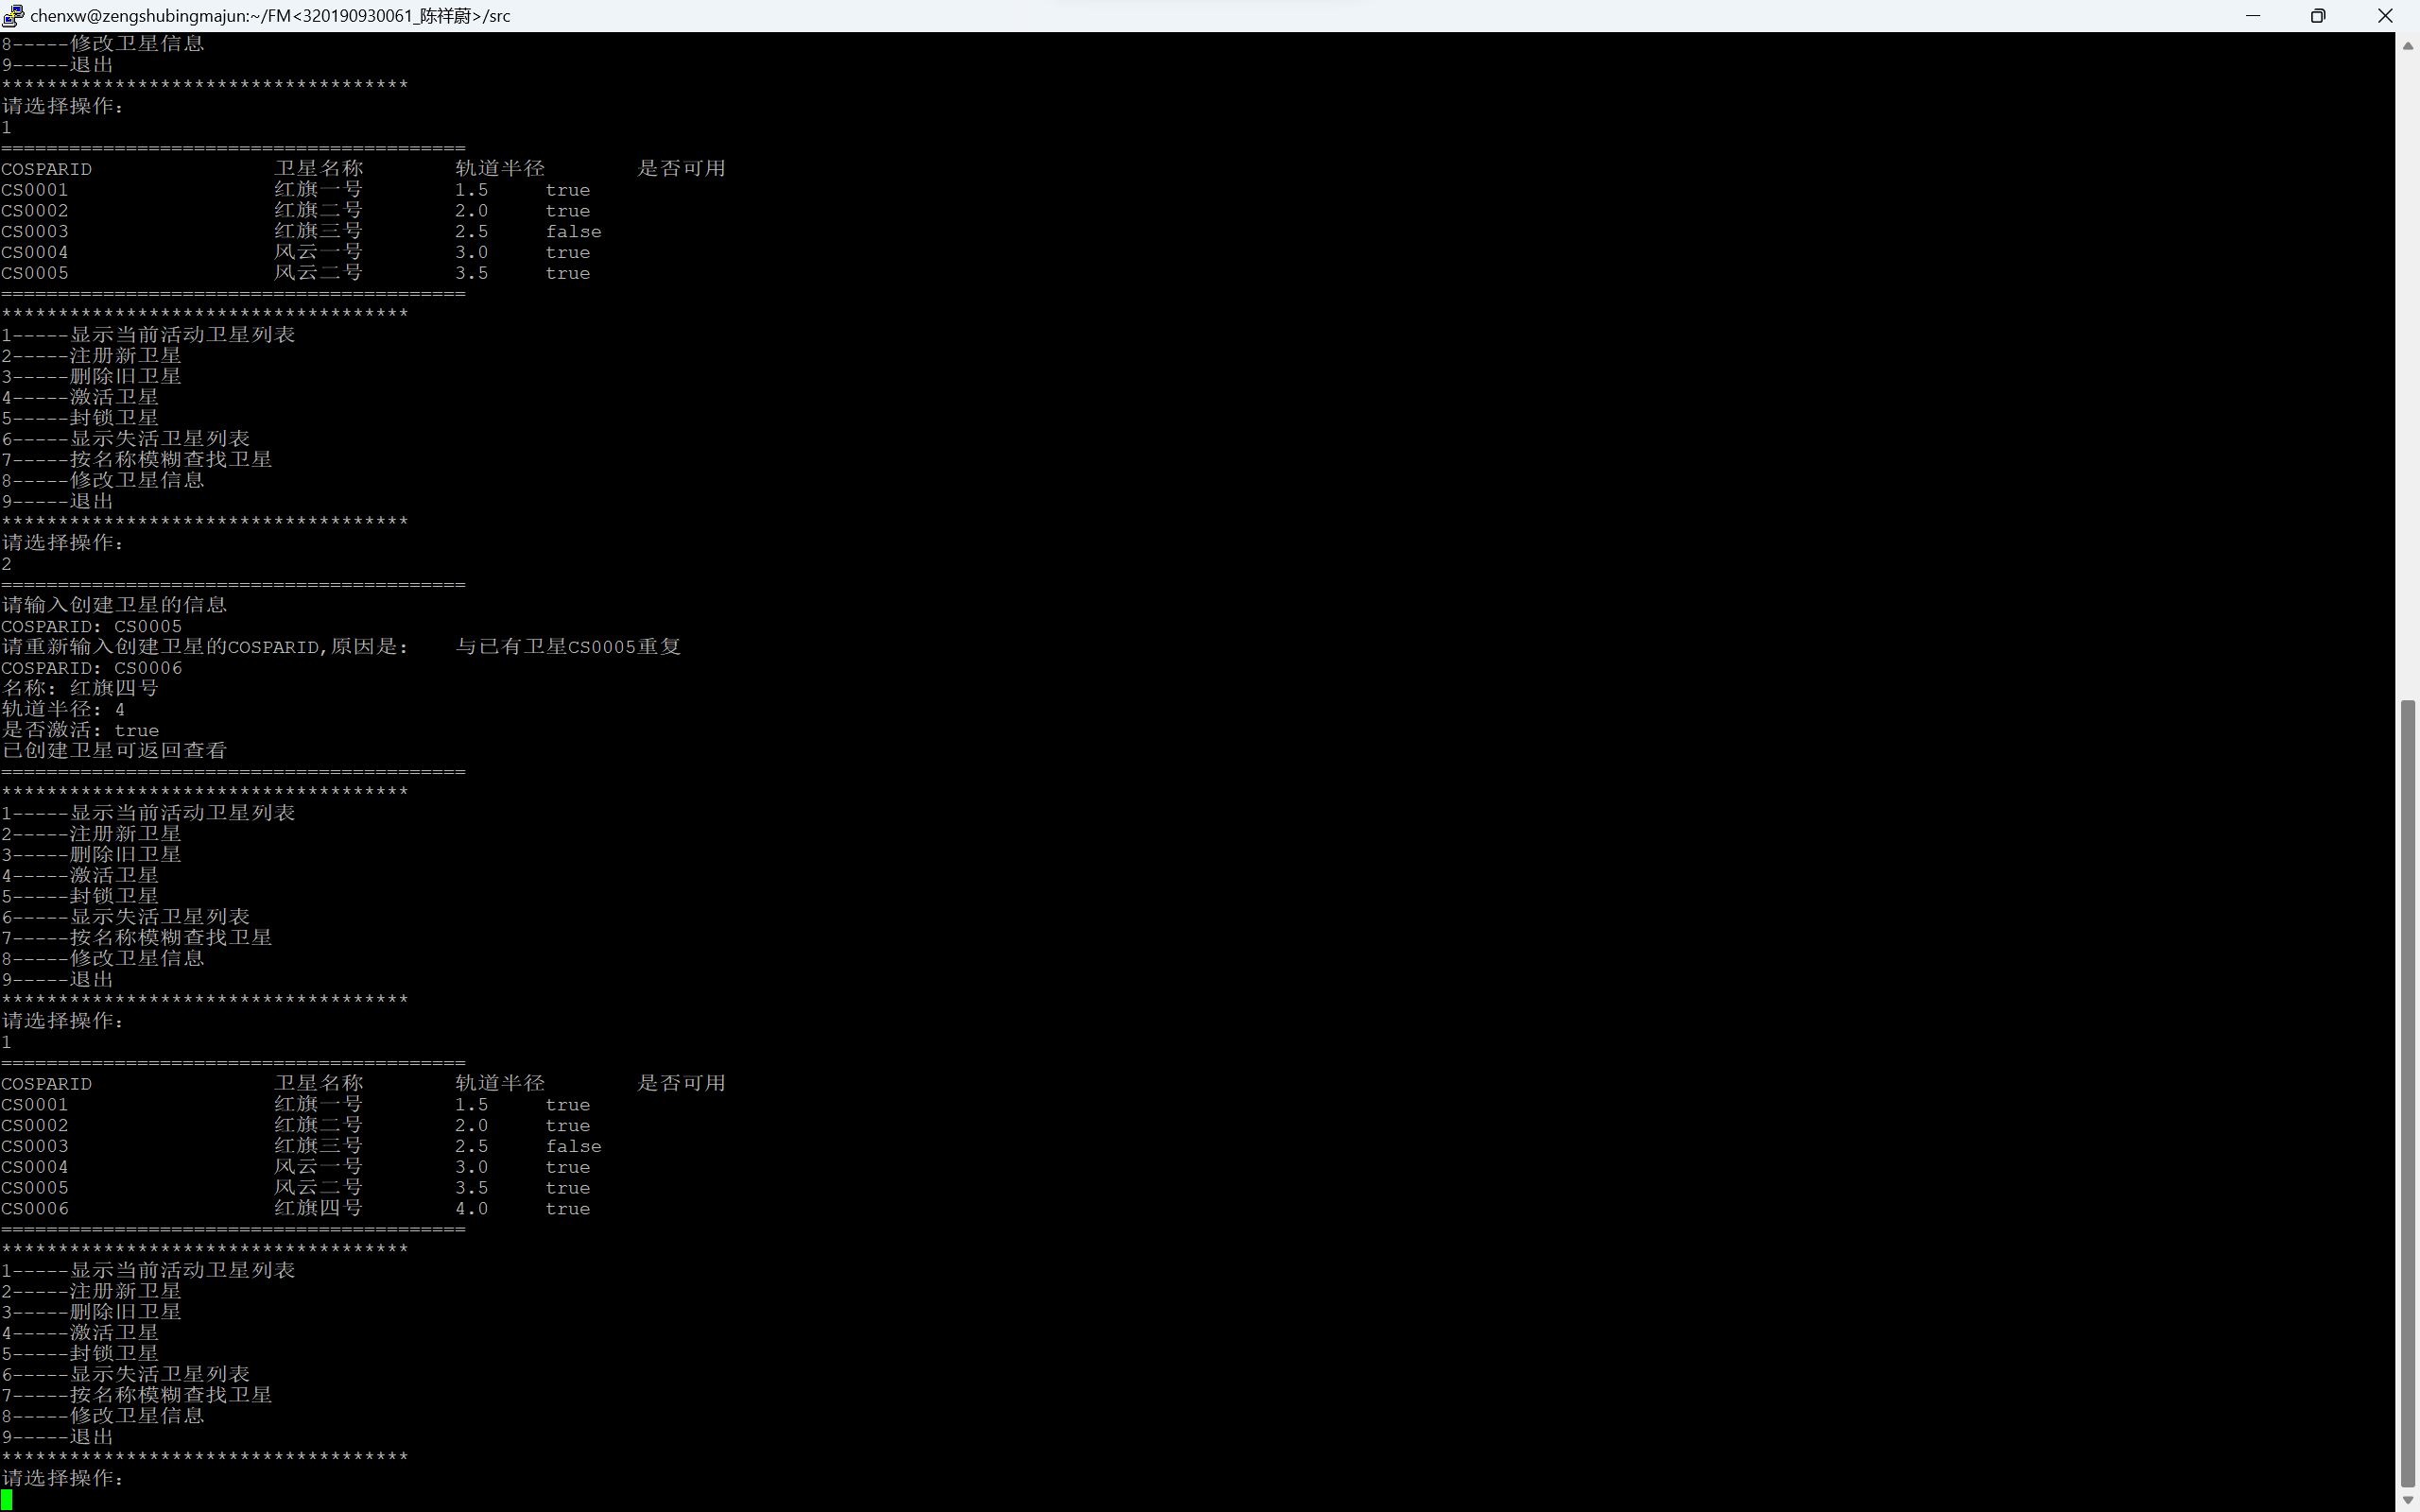 chenxw@zengshubingmajun:~/FM<320190930061_陈祥蔚>/src
8-----修改卫星信息
9-----退出
************************************
请选择操作：
1
=========================================
COSPARID 卫星名称 轨道半径 是否可用
CS0001 红旗一号 1.5 true
CS0002 红旗二号 2.0 true
CS0003 红旗三号 2.5 false
CS0004 风云一号 3.0 true
CS0005 风云二号 3.5 true
=========================================
************************************
1-----显示当前活动卫星列表
2-----注册新卫星
3-----删除旧卫星
4-----激活卫星
5-----封锁卫星
6-----显示失活卫星列表
7-----按名称模糊查找卫星
8-----修改卫星信息
9-----退出
************************************
请选择操作：
2
=========================================
请输入创建卫星的信息
COSPARID：CS0005
请重新输入创建卫星的COSPARID,原因是： 与已有卫星CS0005重复
COSPARID：CS0006
名称：红旗四号
轨道半径：4
是否激活：true
已创建卫星可返回查看
=========================================
************************************
1-----显示当前活动卫星列表
2-----注册新卫星
3-----删除旧卫星
4-----激活卫星
5-----封锁卫星
6-----显示失活卫星列表
7-----按名称模糊查找卫星
8-----修改卫星信息
9-----退出
************************************
请选择操作：
1
=========================================
COSPARID 卫星名称 轨道半径 是否可用
CS0001 红旗一号 1.5 true
CS0002 红旗二号 2.0 true
CS0003 红旗三号 2.5 false
CS0004 风云一号 3.0 true
CS0005 风云二号 3.5 true
CS0006 红旗四号 4.0 true
=========================================
************************************
1-----显示当前活动卫星列表
2-----注册新卫星
3-----删除旧卫星
4-----激活卫星
5-----封锁卫星
6-----显示失活卫星列表
7-----按名称模糊查找卫星
8-----修改卫星信息
9-----退出
************************************
请选择操作：